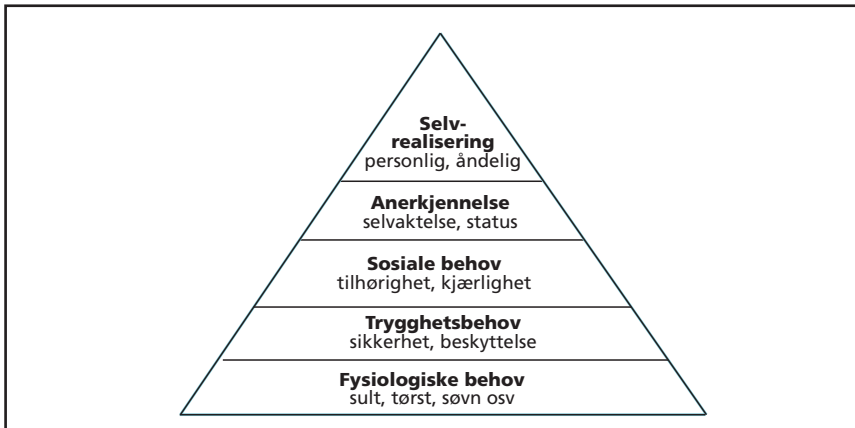 Selv-
realisering
personlig, åndelig
Anerkjennelse
selvaktelse, status
Sosiale behov
tilhørighet, kjærlighet
Trygghetsbehov
sikkerhet, beskyttelse
Fysiologiske behov
sult, tørst, søvn osv